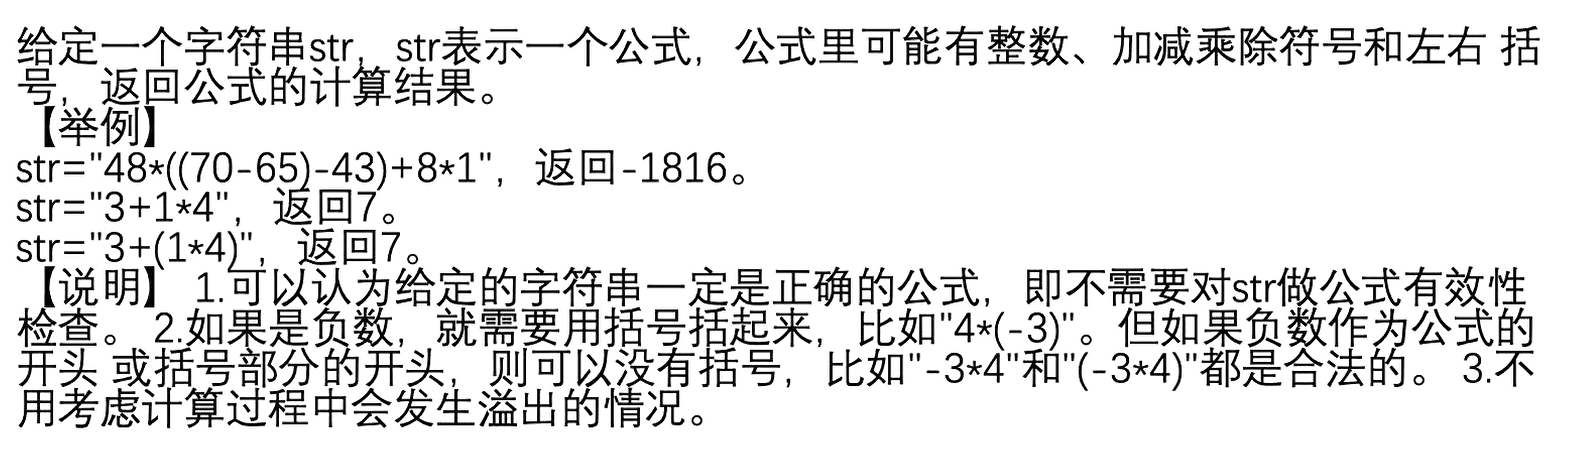 给定一个字符串str，str表示一个公式，公式里可能有整数、加减乘除符号和左右 括
号，返回公式的计算结果。
【举例】
str="48*((70-65)-43)+8*1"，返回-1816。
str="3+1*4"，返回7。
str="3+(1*4)"，返回7。
【说明】 1.可以认为给定的字符串一定是正确的公式，即不需要对str做公式有效性
检查。 2.如果是负数，就需要用括号括起来，比如"4*(-3)"。但如果负数作为公式的
开头 或括号部分的开头，则可以没有括号，比如"-3*4"和"(-3*4)"都是合法的。 3.不
用考虑计算过程中会发生溢出的情况。